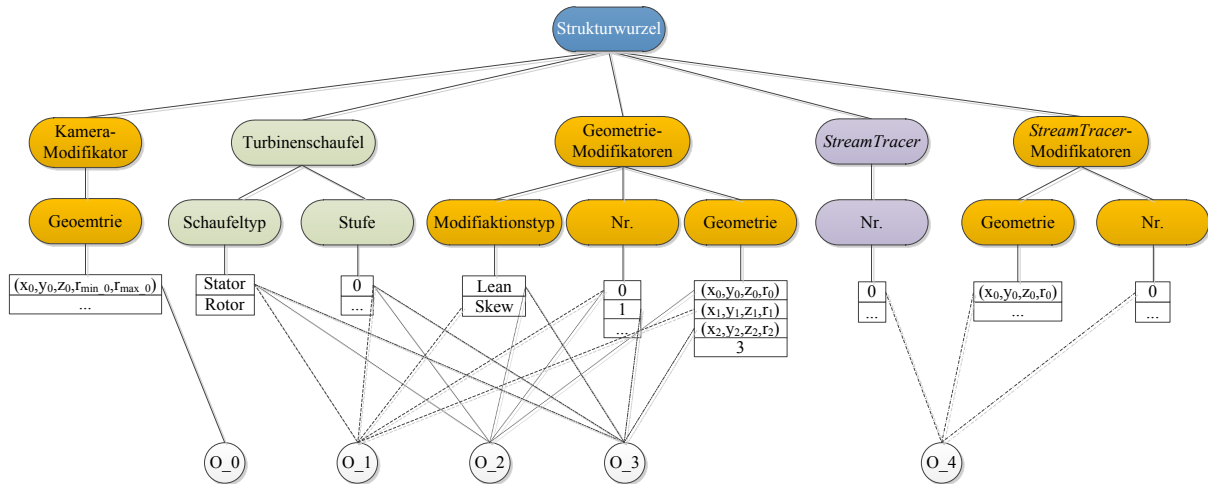 Strukturwurzel
Kamera-
Modifikator
Turbinenschaufel
Geometrie-
Modifikatoren
StreamTracer
StreamTracer-
Modifikatoren
Geoemtrie
Schaufeltyp
Stufe
Modifiaktionstyp
Nr.
Geometrie
Nr.
Geometrie
Nr.
(x₀,y₀,z₀,r_min_0,r_max_0)
...
Stator
Rotor
0
...
Lean
Skew
0
1
...
(x₀,y₀,z₀,r₀)
(x₁,y₁,z₁,r₁)
(x₂,y₂,z₂,r₂)
3
0
...
(x₀,y₀,z₀,r₀)
...
0
...
O_0
O_1
O_2
O_3
O_4